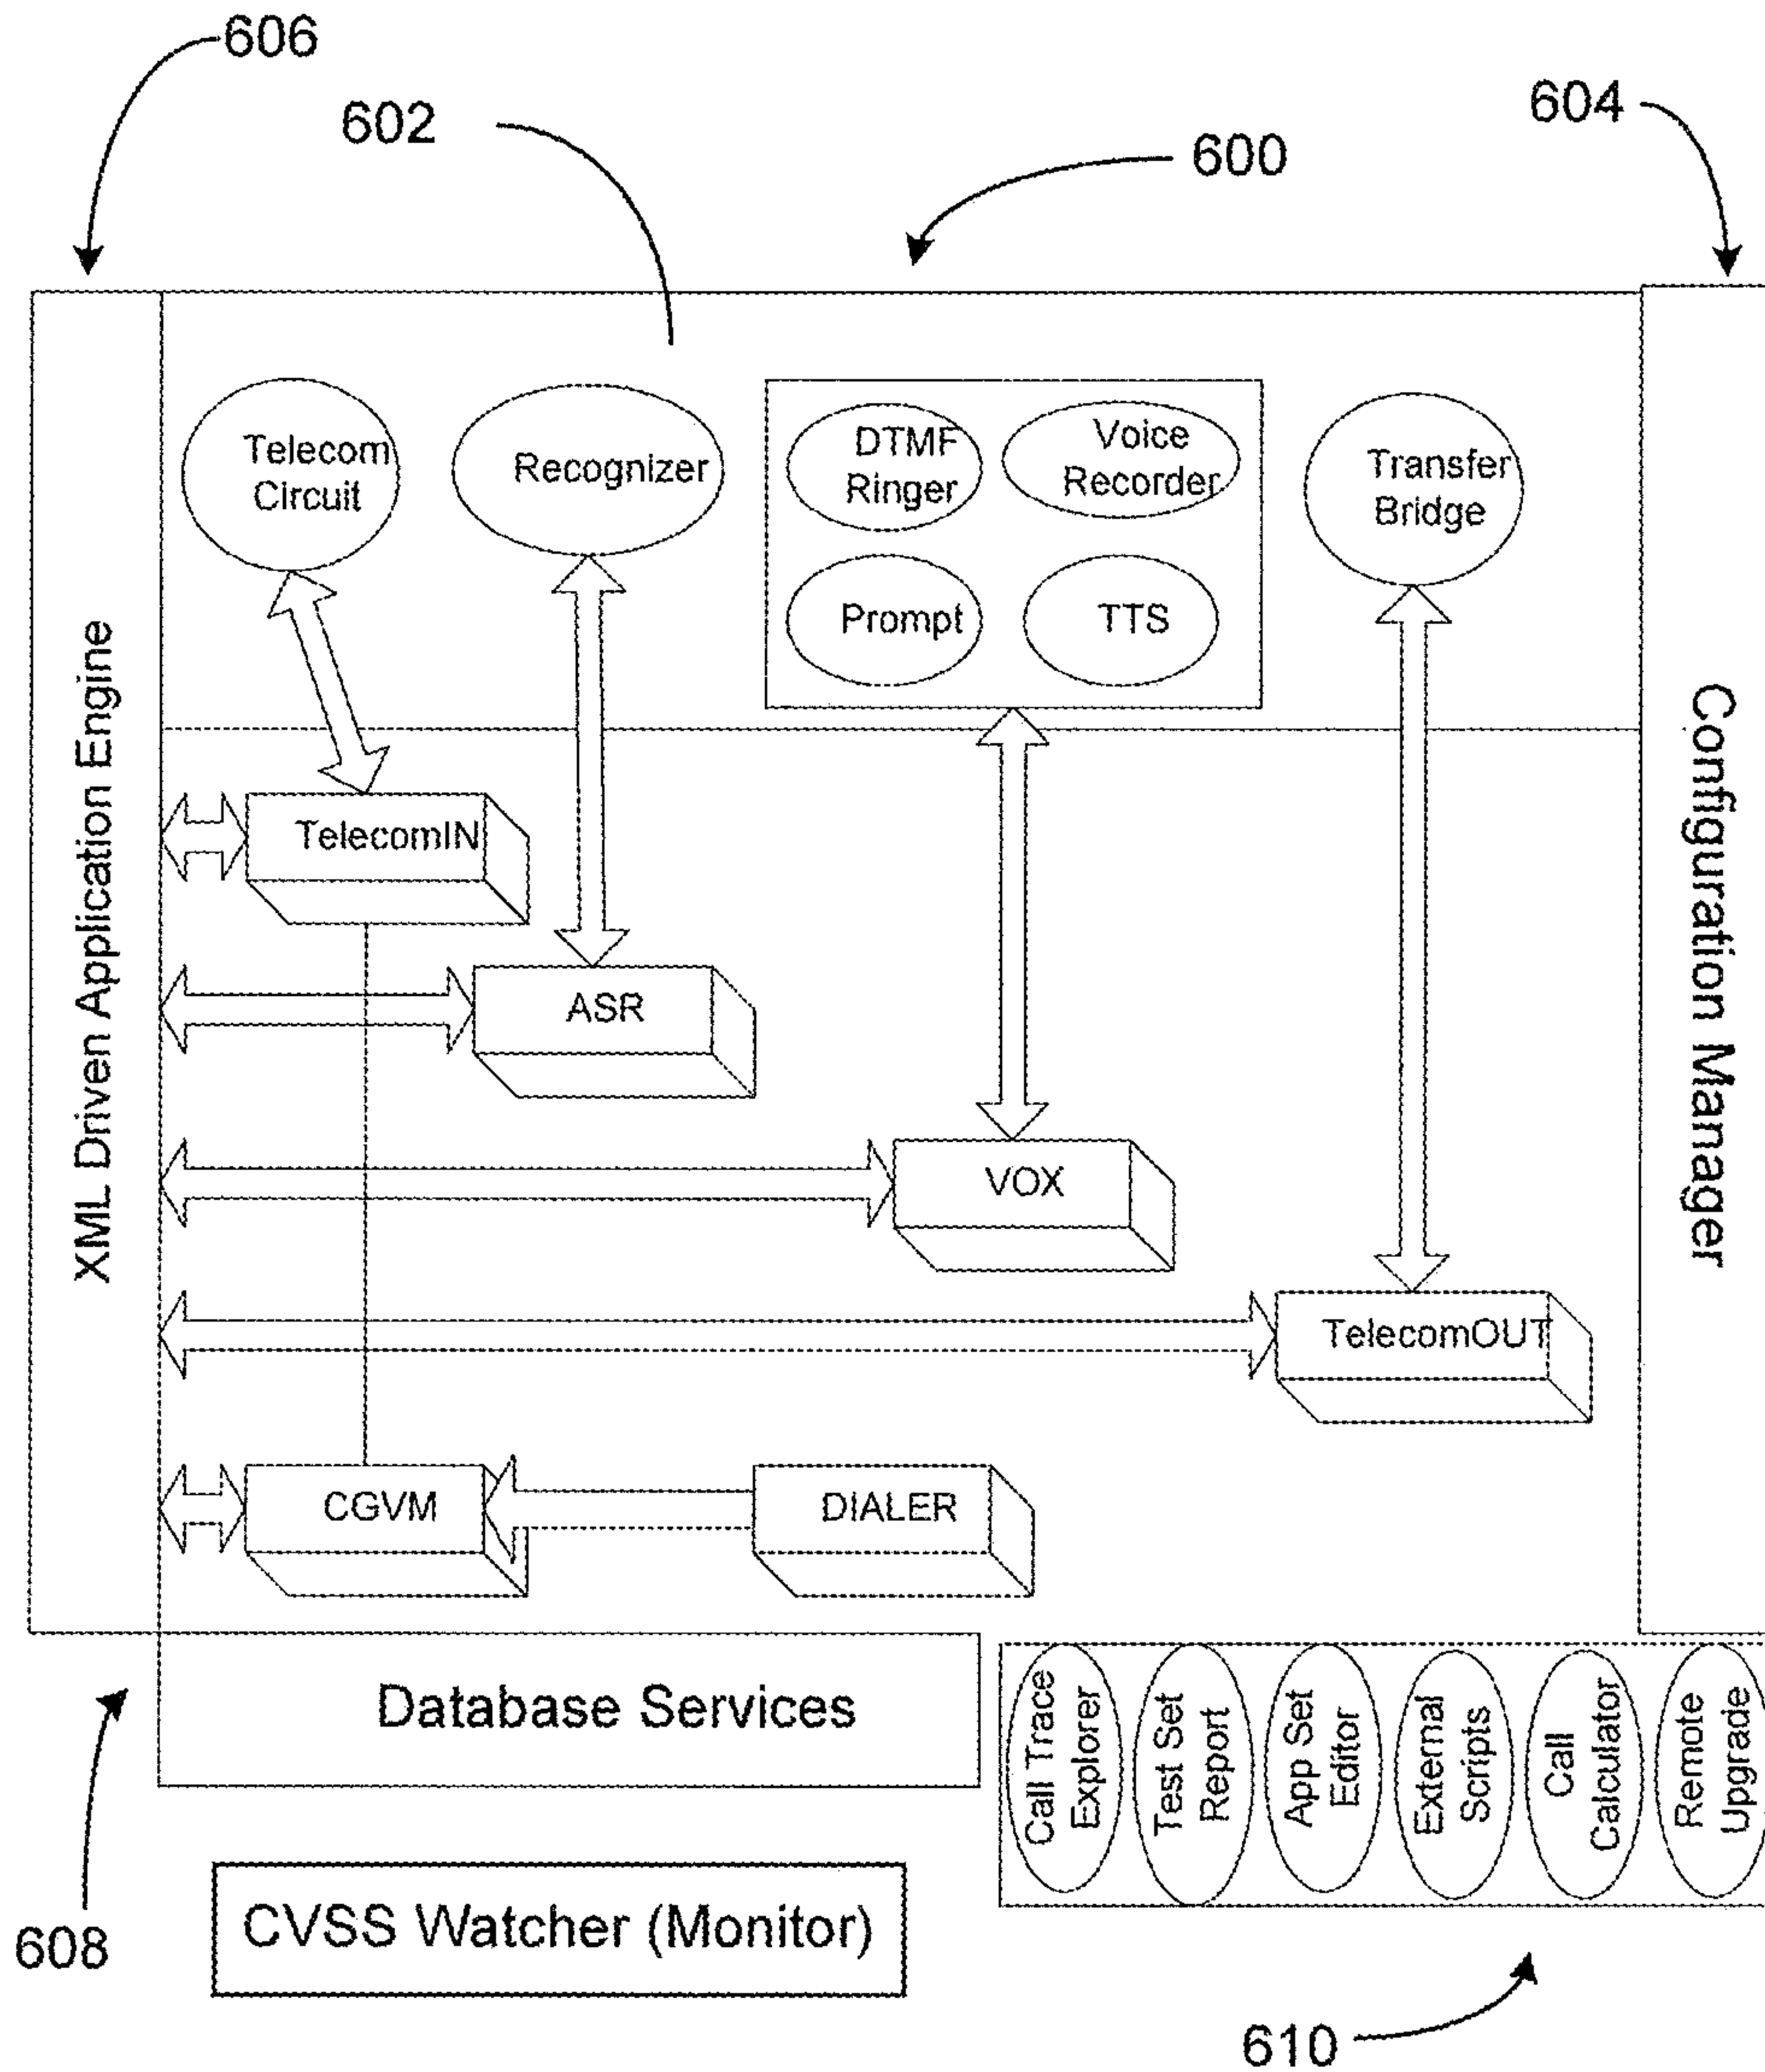 606
602
604
600
Telecom
Circuit
Recognizer
DTMF
Ringer
Voice
Recorder
Prompt
TTS
Transfer
Bridge
XML Driven Application Engine
Configuration Manager
TelecomIN
ASR
VOX
TelecomOUT
CGVM
DIALER
Database Services
Call Trace
Explorer
Test Set
Report
App Set
Editor
External
Scripts
Call
Calculator
Remote
Upgrade
608
CVSS Watcher (Monitor)
610